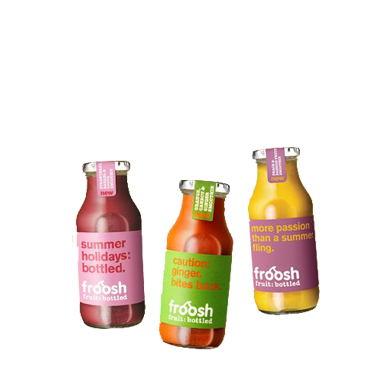 new
summer
holidays:
bottled.
froosh
fruit: bottled
caution:
ginger.
bites back.
froosh
fruit: bottled
new
more passion
than a summer
fling.
froosh
fruit: bottled